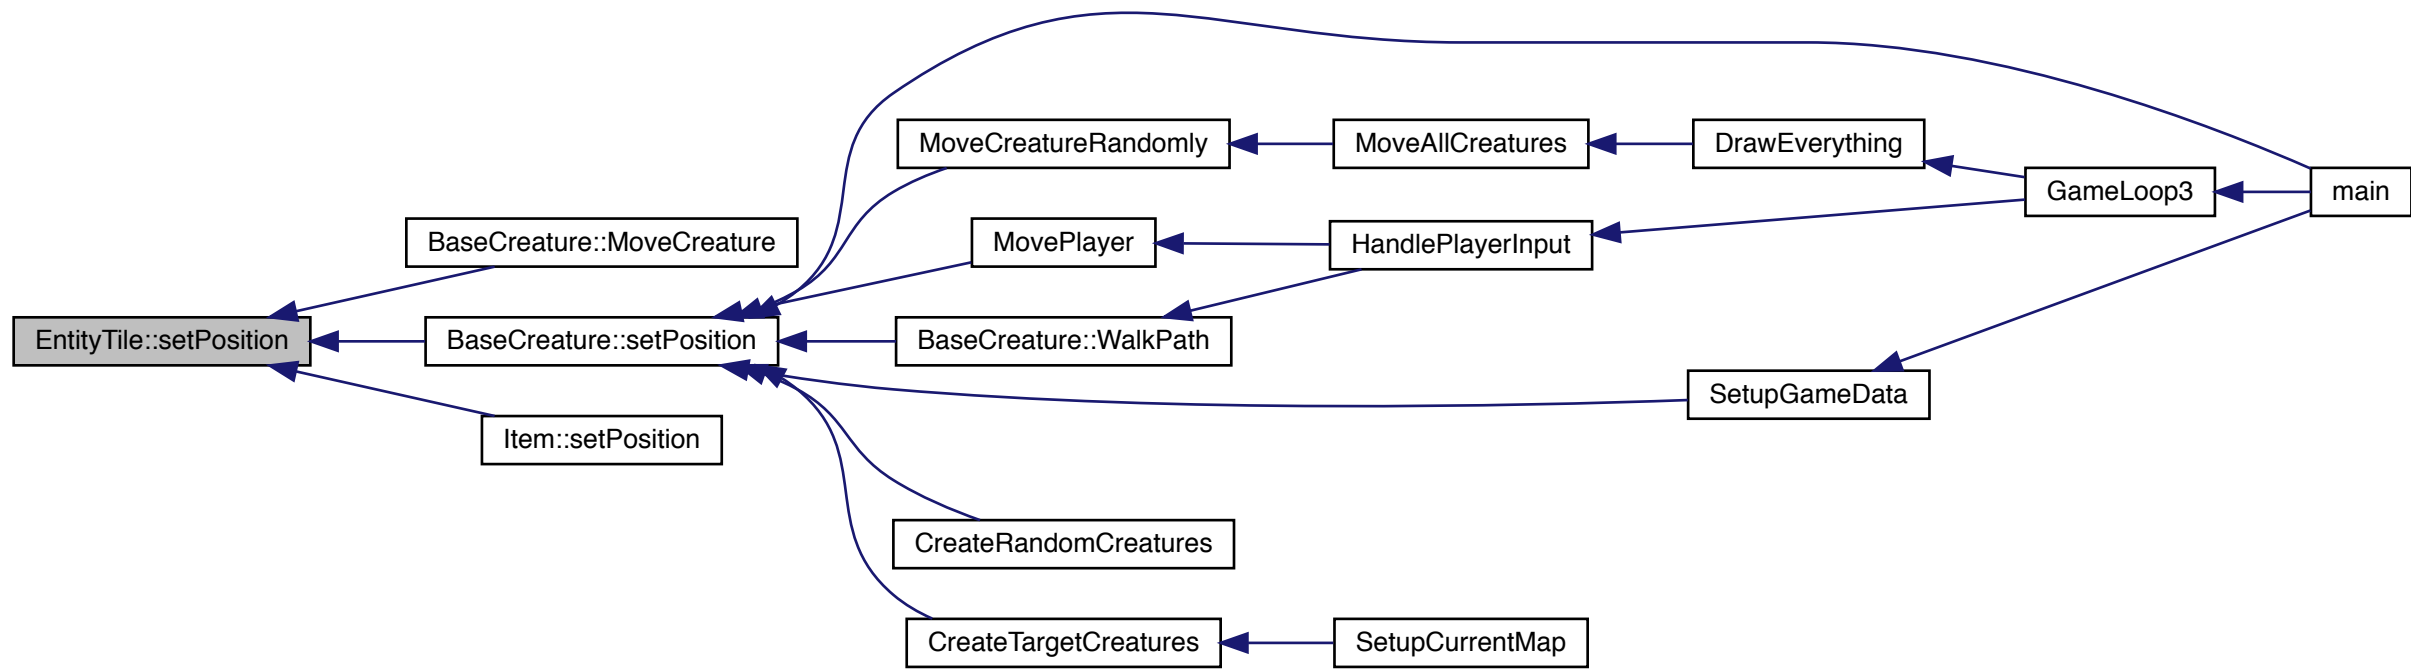 MoveCreatureRandomly
MoveAllCreatures
DrawEverything
GameLoop3
main
BaseCreature::MoveCreature
MovePlayer
HandlePlayerInput
EntityTile::setPosition
BaseCreature::setPosition
BaseCreature::WalkPath
SetupGameData
Item::setPosition
CreateRandomCreatures
CreateTargetCreatures
SetupCurrentMap